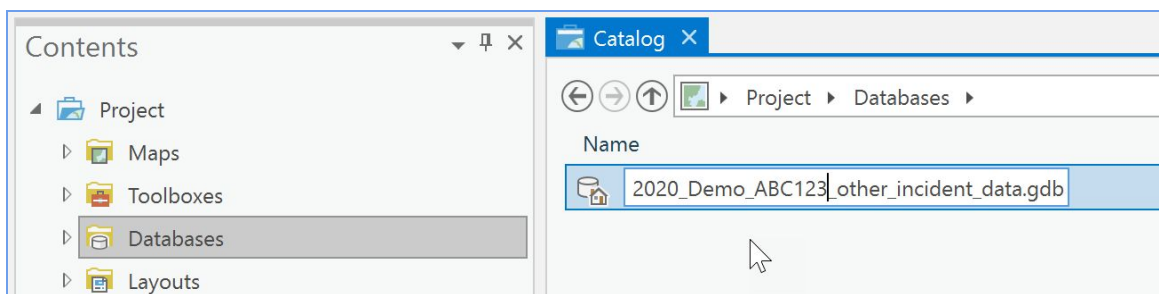 Contents
Project
Maps
Toolboxes
Databases
Layouts
Catalog
Project Databases
Name
2020_Demo_ABC123_other_incident_data.gdb